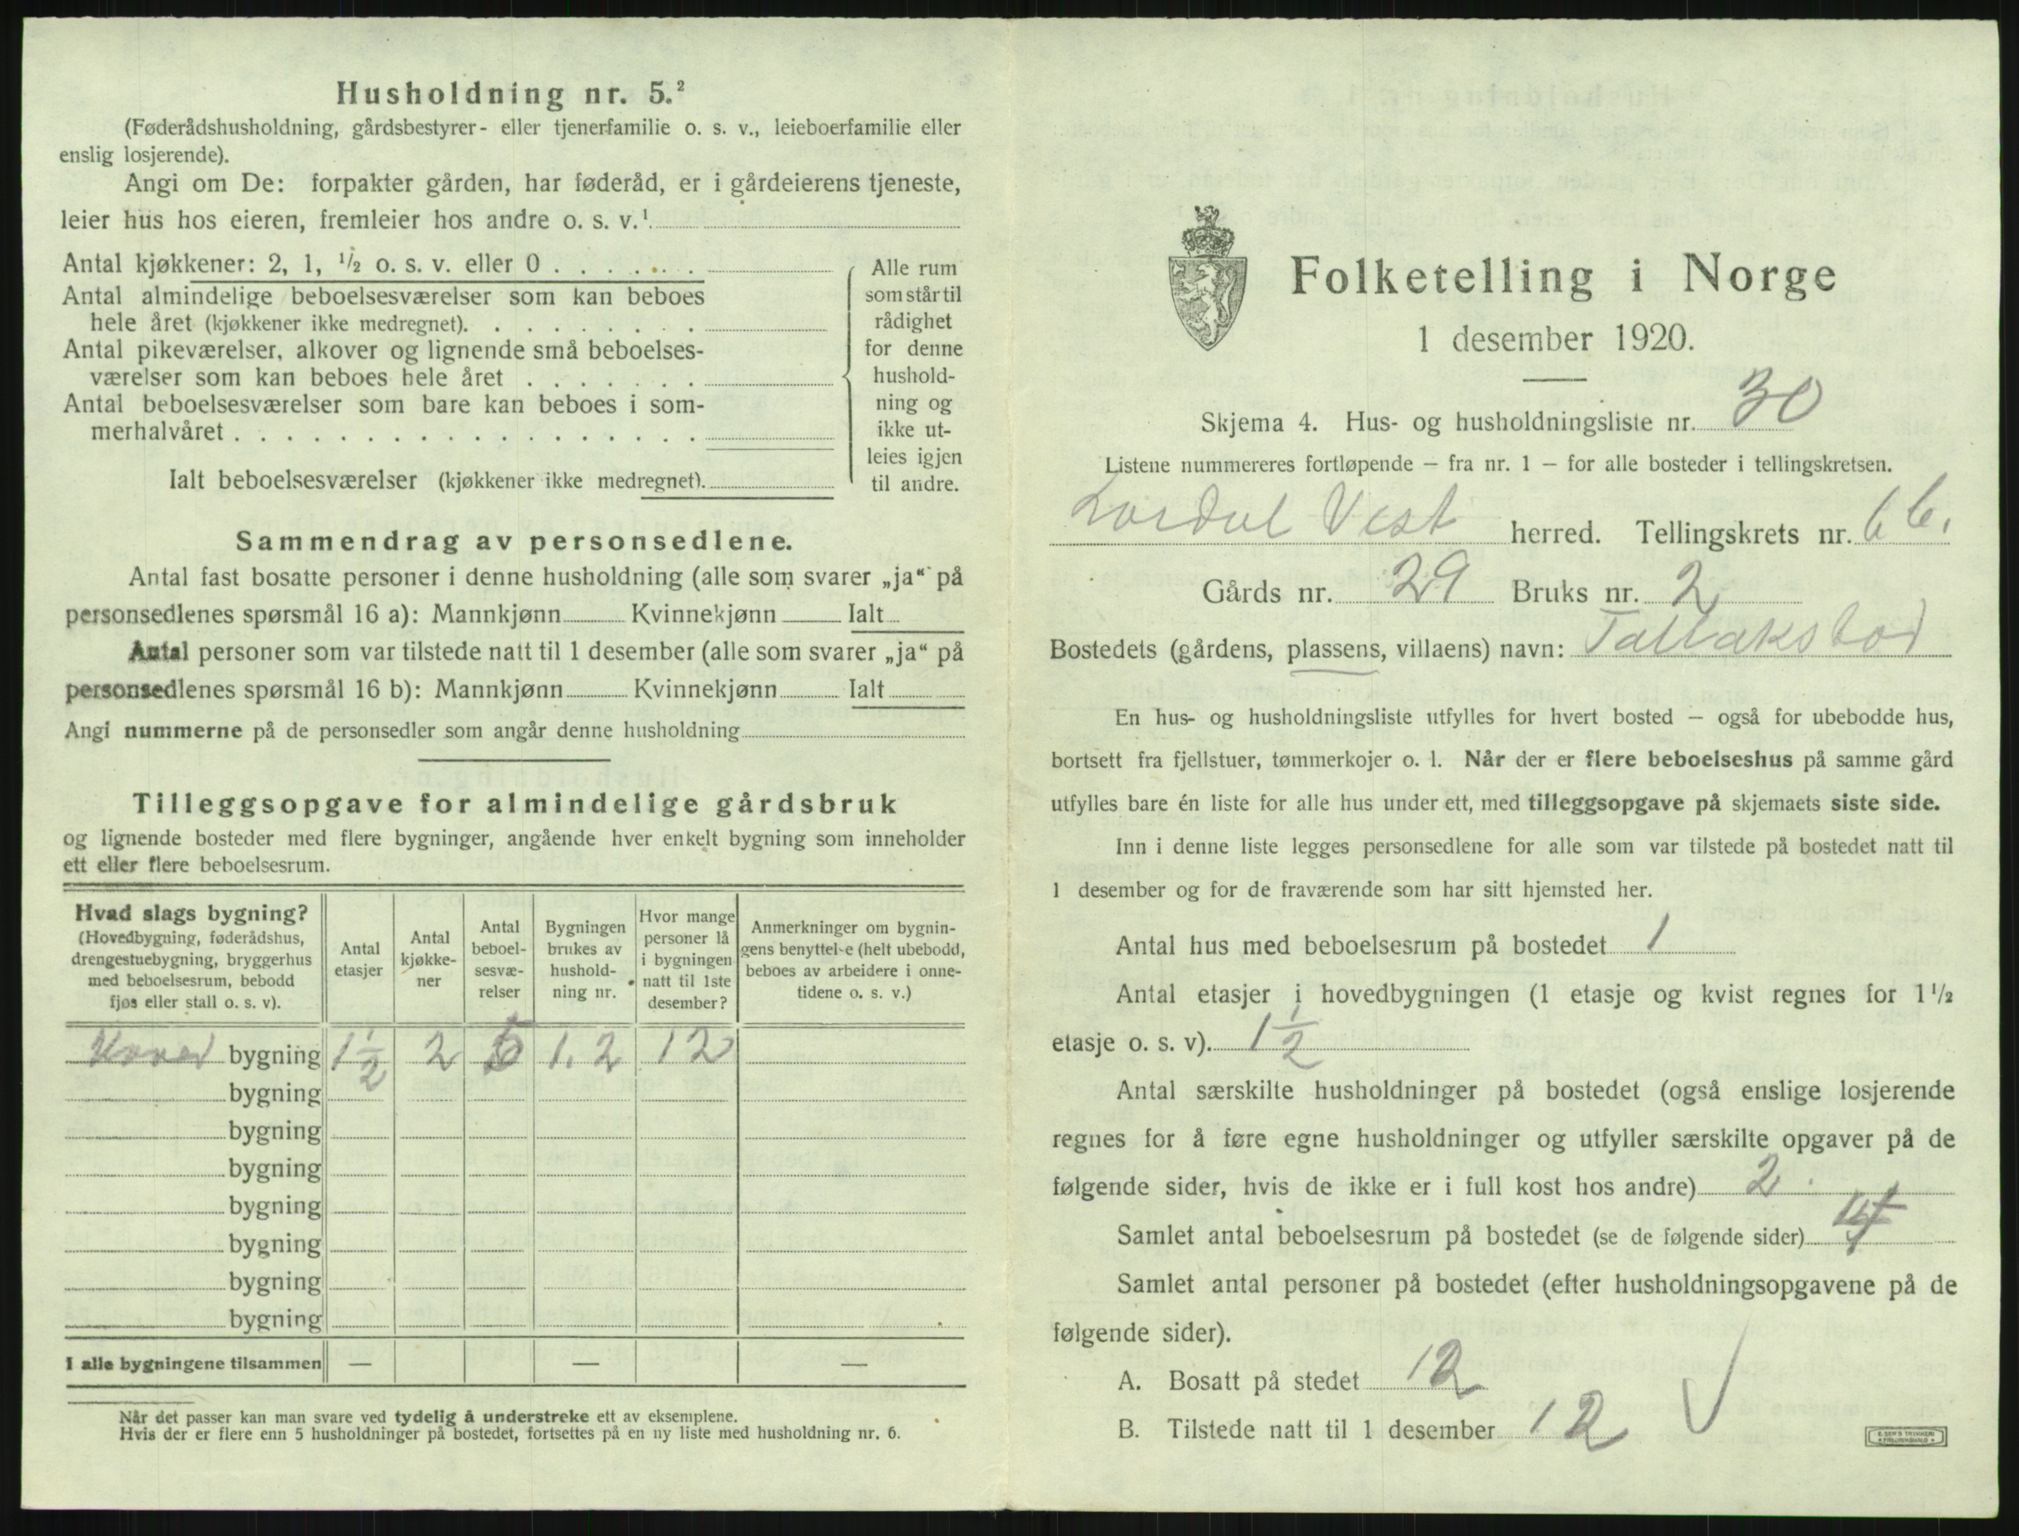 Husholdning nr. 5.²
(Føderådshusholdning, gårdsbestyrer- eller tjenerfamilie o. s. v., leieboerfamilie eller
enslig losjerende).
Angi om De: forpakter gården, har føderåd, er i gårdeierens tjeneste,
leier hus hos eieren, fremleier hos andre o. s. v.¹
Antal kjøkkener: 2, 1, ½ o. s. v. eller 0
Antal almindelige beboelsesværelser som kan beboes
hele året (kjøkkener ikke medregnet).
Antal pikeværelser, alkover og lignende små beboelses-
værelser som kan beboes hele året
Antal beboelsesværelser som bare kan beboes i som-
merhalvåret
Ialt beboelsesværelser (kjøkkener ikke medregnet).
Alle rum
som står til
rådighet
for denne
hushold-
ning og
ikke ut-
leies igjen
til andre.
Sammendrag av personsedlene.
Antal fast bosatte personer i denne husholdning (alle som svarer „ja“ på
personsedlenes spørsmål 16 a): Mannkjønn Kvinnekjønn Ialt
Antal personer som var tilstede natt til 1 desember (alle som svarer „ja“ på
personsedlenes spørsmål 16 b): Mannkjønn Kvinnekjønn Ialt
Angi nummerne på de personsedler som angår denne husholdning
Tilleggsopgave for almindelige gårdsbruk
og lignende bosteder med flere bygninger, angående hver enkelt bygning som inneholder
ett eller flere beboelsesrum.
Hvad slags bygning?
(Hovedbygning, føderådshus,
drengestuebygning, bryggerhus
med beboelsesrum, bebodd
fjøs eller stall o. s. v).
Antal
etasjer
Antal
kjøkke-
ner
Antal
beboel-
sesvæ-
relser
Bygningen
brukes av
hushold-
ning nr.
Hvor mange
personer lå
i bygningen
natt til 1ste
desember?
Anmerkninger om bygnin-
gens benyttelse (helt ubebodd,
beboes av arbeidere i onne-
tidene o. s. v.)
Hoved bygning 1½ 2 5 1.2 12
bygning
bygning
bygning
bygning
bygning
bygning
bygning
I alle bygningene tilsammen — — —
Når det passer kan man svare ved tydelig å understreke ett av eksemplene.
Hvis der er flere enn 5 husholdninger på bostedet, fortsettes på en ny liste med husholdning nr. 6.
Folketelling i Norge
1 desember 1920.
Skjema 4. Hus- og husholdningsliste nr. 30
Listene nummereres fortløpende — fra nr. 1 — for alle bosteder i tellingskretsen.
Vest herred. Tellingskrets nr. 6 6.
Gårds nr. 29 Bruks nr. 2
Bostedets (gårdens, plassens, villaens) navn: Tallaksbod
En hus- og husholdningsliste utfylles for hvert bosted — også for ubebodde hus,
bortsett fra fjellstuer, tømmerkojer o. l. Når der er flere beboelseshus på samme gård
utfylles bare én liste for alle hus under ett, med tilleggsopgave på skjemaets siste side.
Inn i denne liste legges personsedlene for alle som var tilstede på bostedet natt til
1 desember og for de fraværende som har sitt hjemsted her.
Antal hus med beboelsesrum på bostedet 1
Antal etasjer i hovedbygningen (1 etasje og kvist regnes for 1½
etasje o. s. v). 1½
Antal særskilte husholdninger på bostedet (også enslige losjerende
regnes for å føre egne husholdninger og utfyller særskilte opgaver på de
følgende sider, hvis de ikke er i full kost hos andre) 2.
Samlet antal beboelsesrum på bostedet (se de følgende sider)
Samlet antal personer på bostedet (efter husholdningsopgavene på de
følgende sider).
A. Bosatt på stedet 12
B. Tilstede natt til 1 desember 12